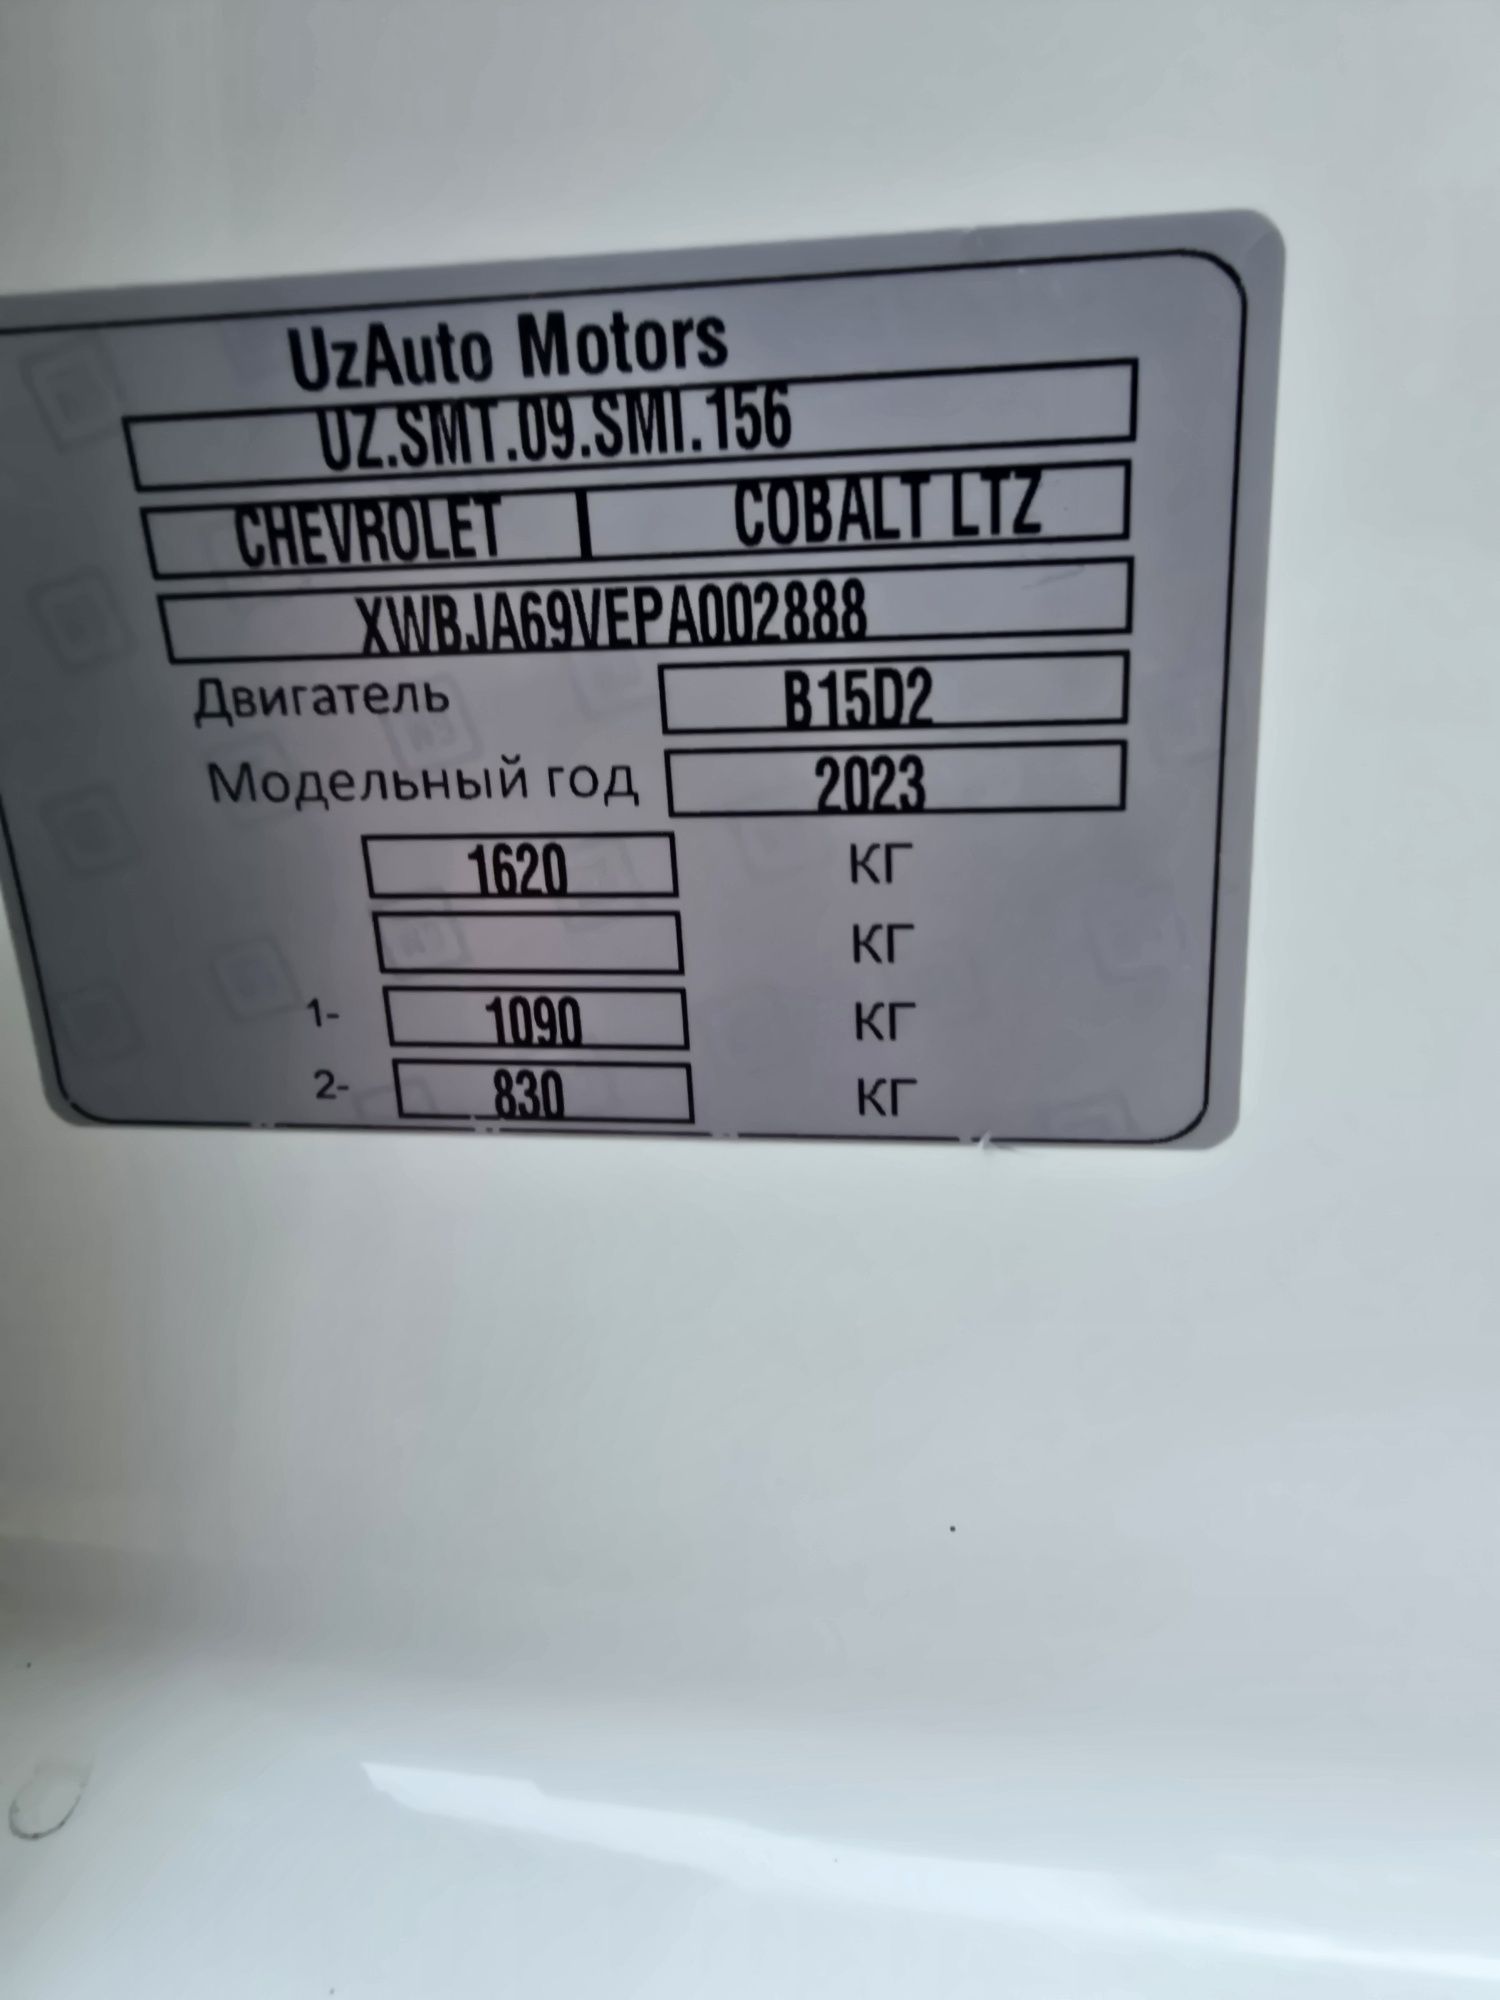 UzAuto Motors
UZ.SMT.09.SMI.156
CHEVROLET COBALT LTZ
XWBJA69VEPA002888
Двигатель B15D2
Модельный год 2023
1620 КГ
КГ
1- 1090 КГ
2- 830 КГ